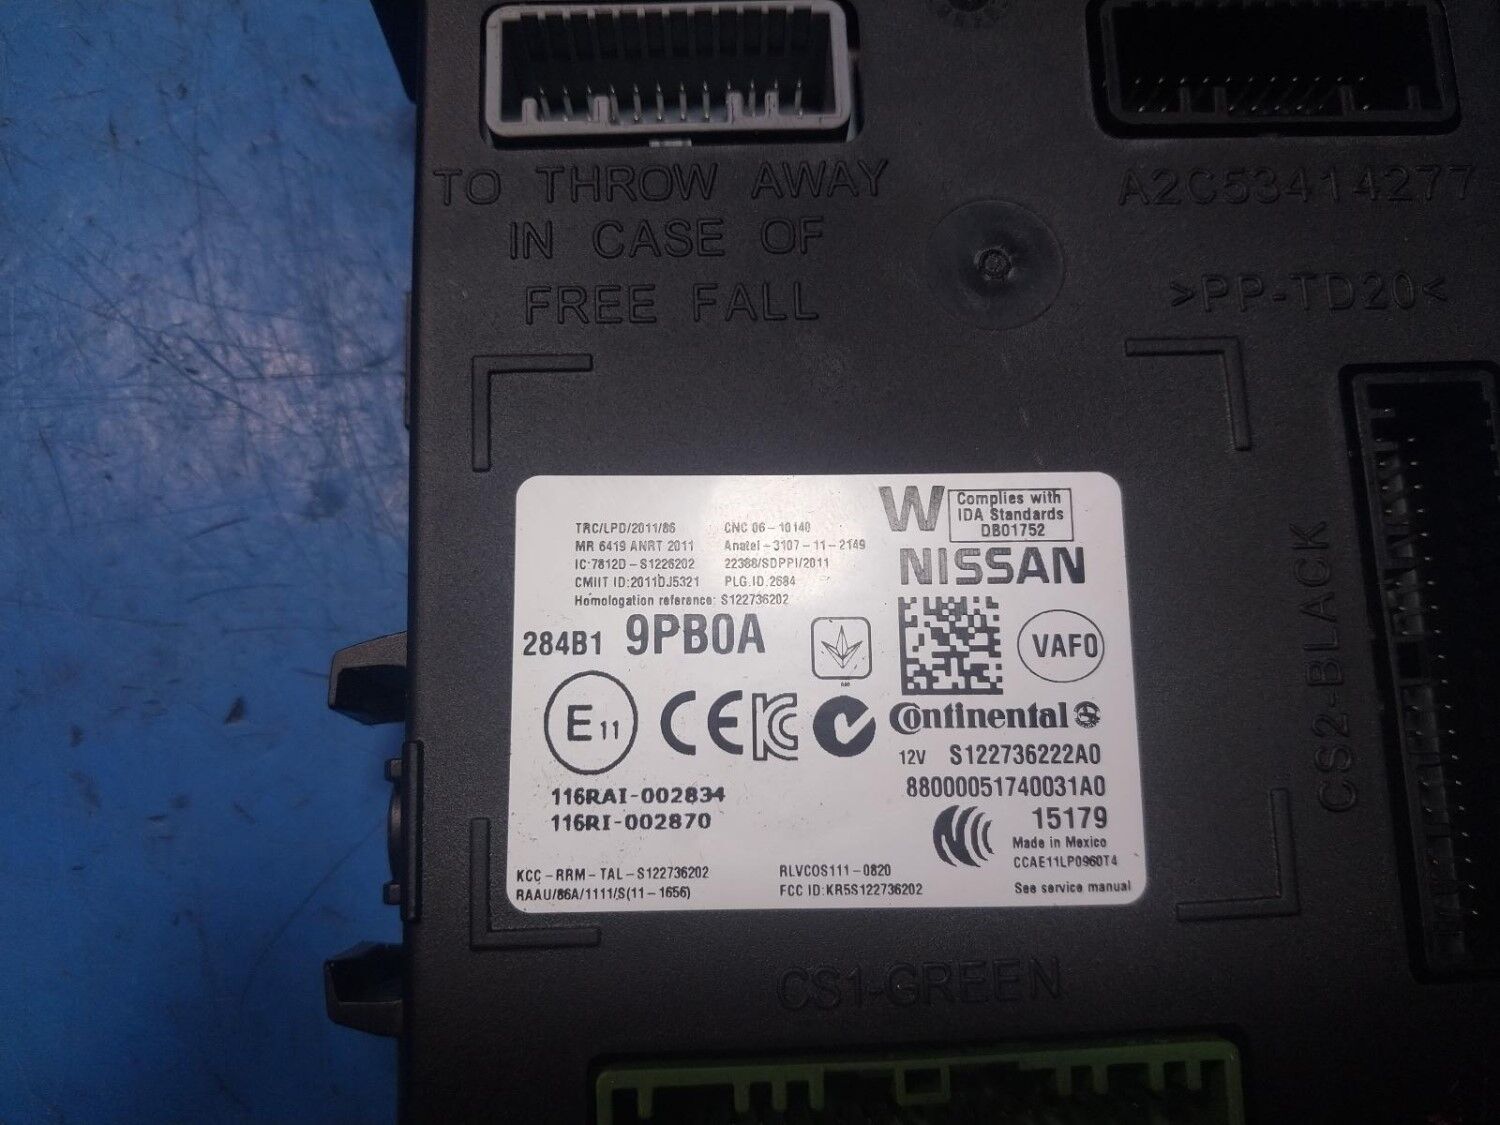 TO THROW AWAY
IN CASE OF
FREE FALL
A2C53414277
>PP-TD20<
TRC/LPD/2011/86
MR 6419 ANRT 2011
IC:7812D-S1226202
CMIIT ID:2011DJ5321
Homologation reference: S122736202
CNC 06-10140
Anatel-3107-11-2149
22388/SDPPI/2011
PLG.ID.2684
W
Complies with
IDA Standards
DB01752
NISSAN
284B1 9PB0A
VAF0
E11
CE
Continental
12V S122736222A0
88000051740031A0
116RAI-002834
116RI-002870
15179
Made in Mexico
CCAE11LP0960T4
KCC-RRM-TAL-S122736202
RAAU/86A/1111/S(11-1656)
RLVCOS111-0820
FCC ID:KR5S122736202
See service manual
CS2-BLACK
CS1-GREEN